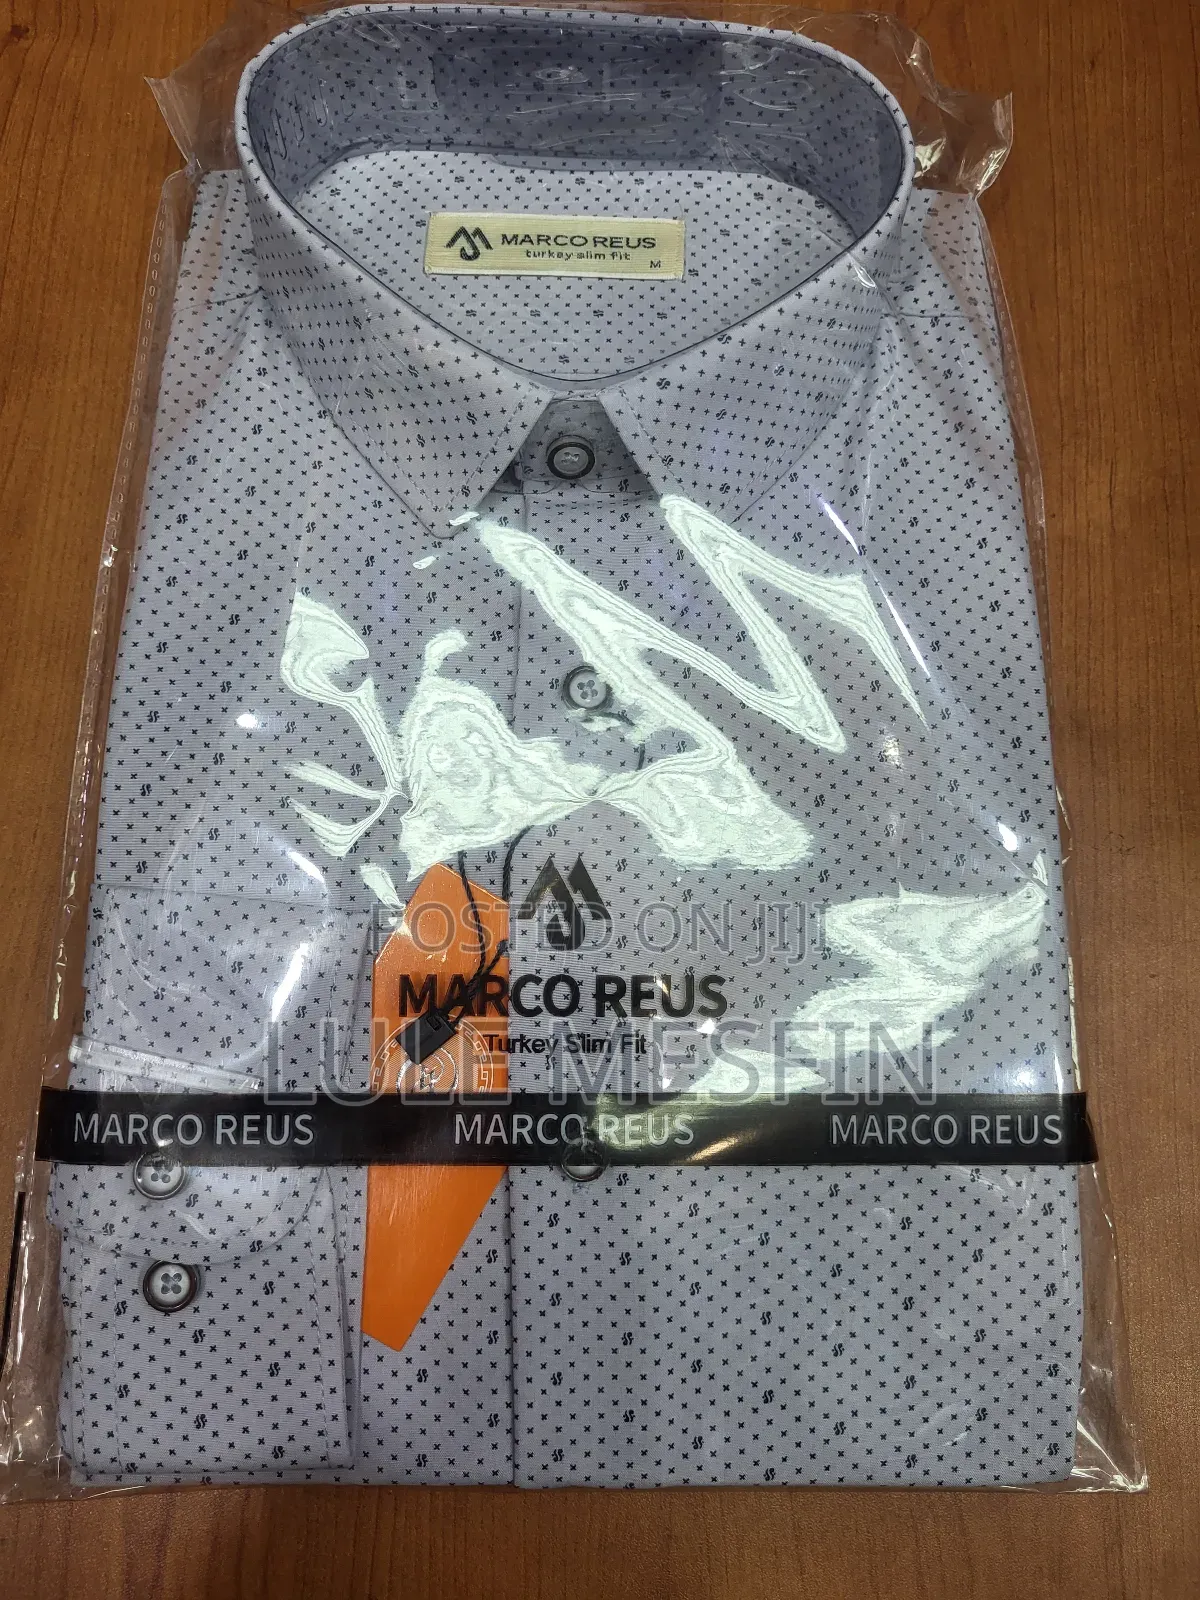 MARCO REUS
turkey slim fit
M
POSTED ON JIJI
MARCO REUS
Turkey Slim Fit
LULE MESFIN
MARCO REUS MARCO REUS MARCO REUS